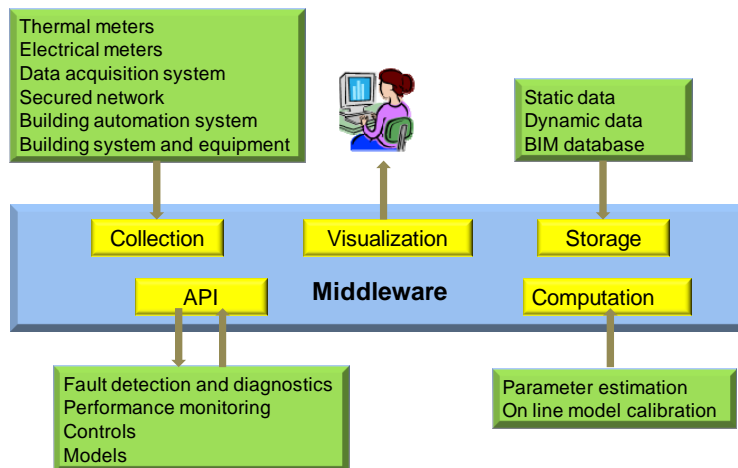 Thermal meters
Electrical meters
Data acquisition system
Secured network
Building automation system
Building system and equipment
Static data
Dynamic data
BIM database
Collection
Visualization
Storage
API
Middleware
Computation
Fault detection and diagnostics
Performance monitoring
Controls
Models
Parameter estimation
On line model calibration